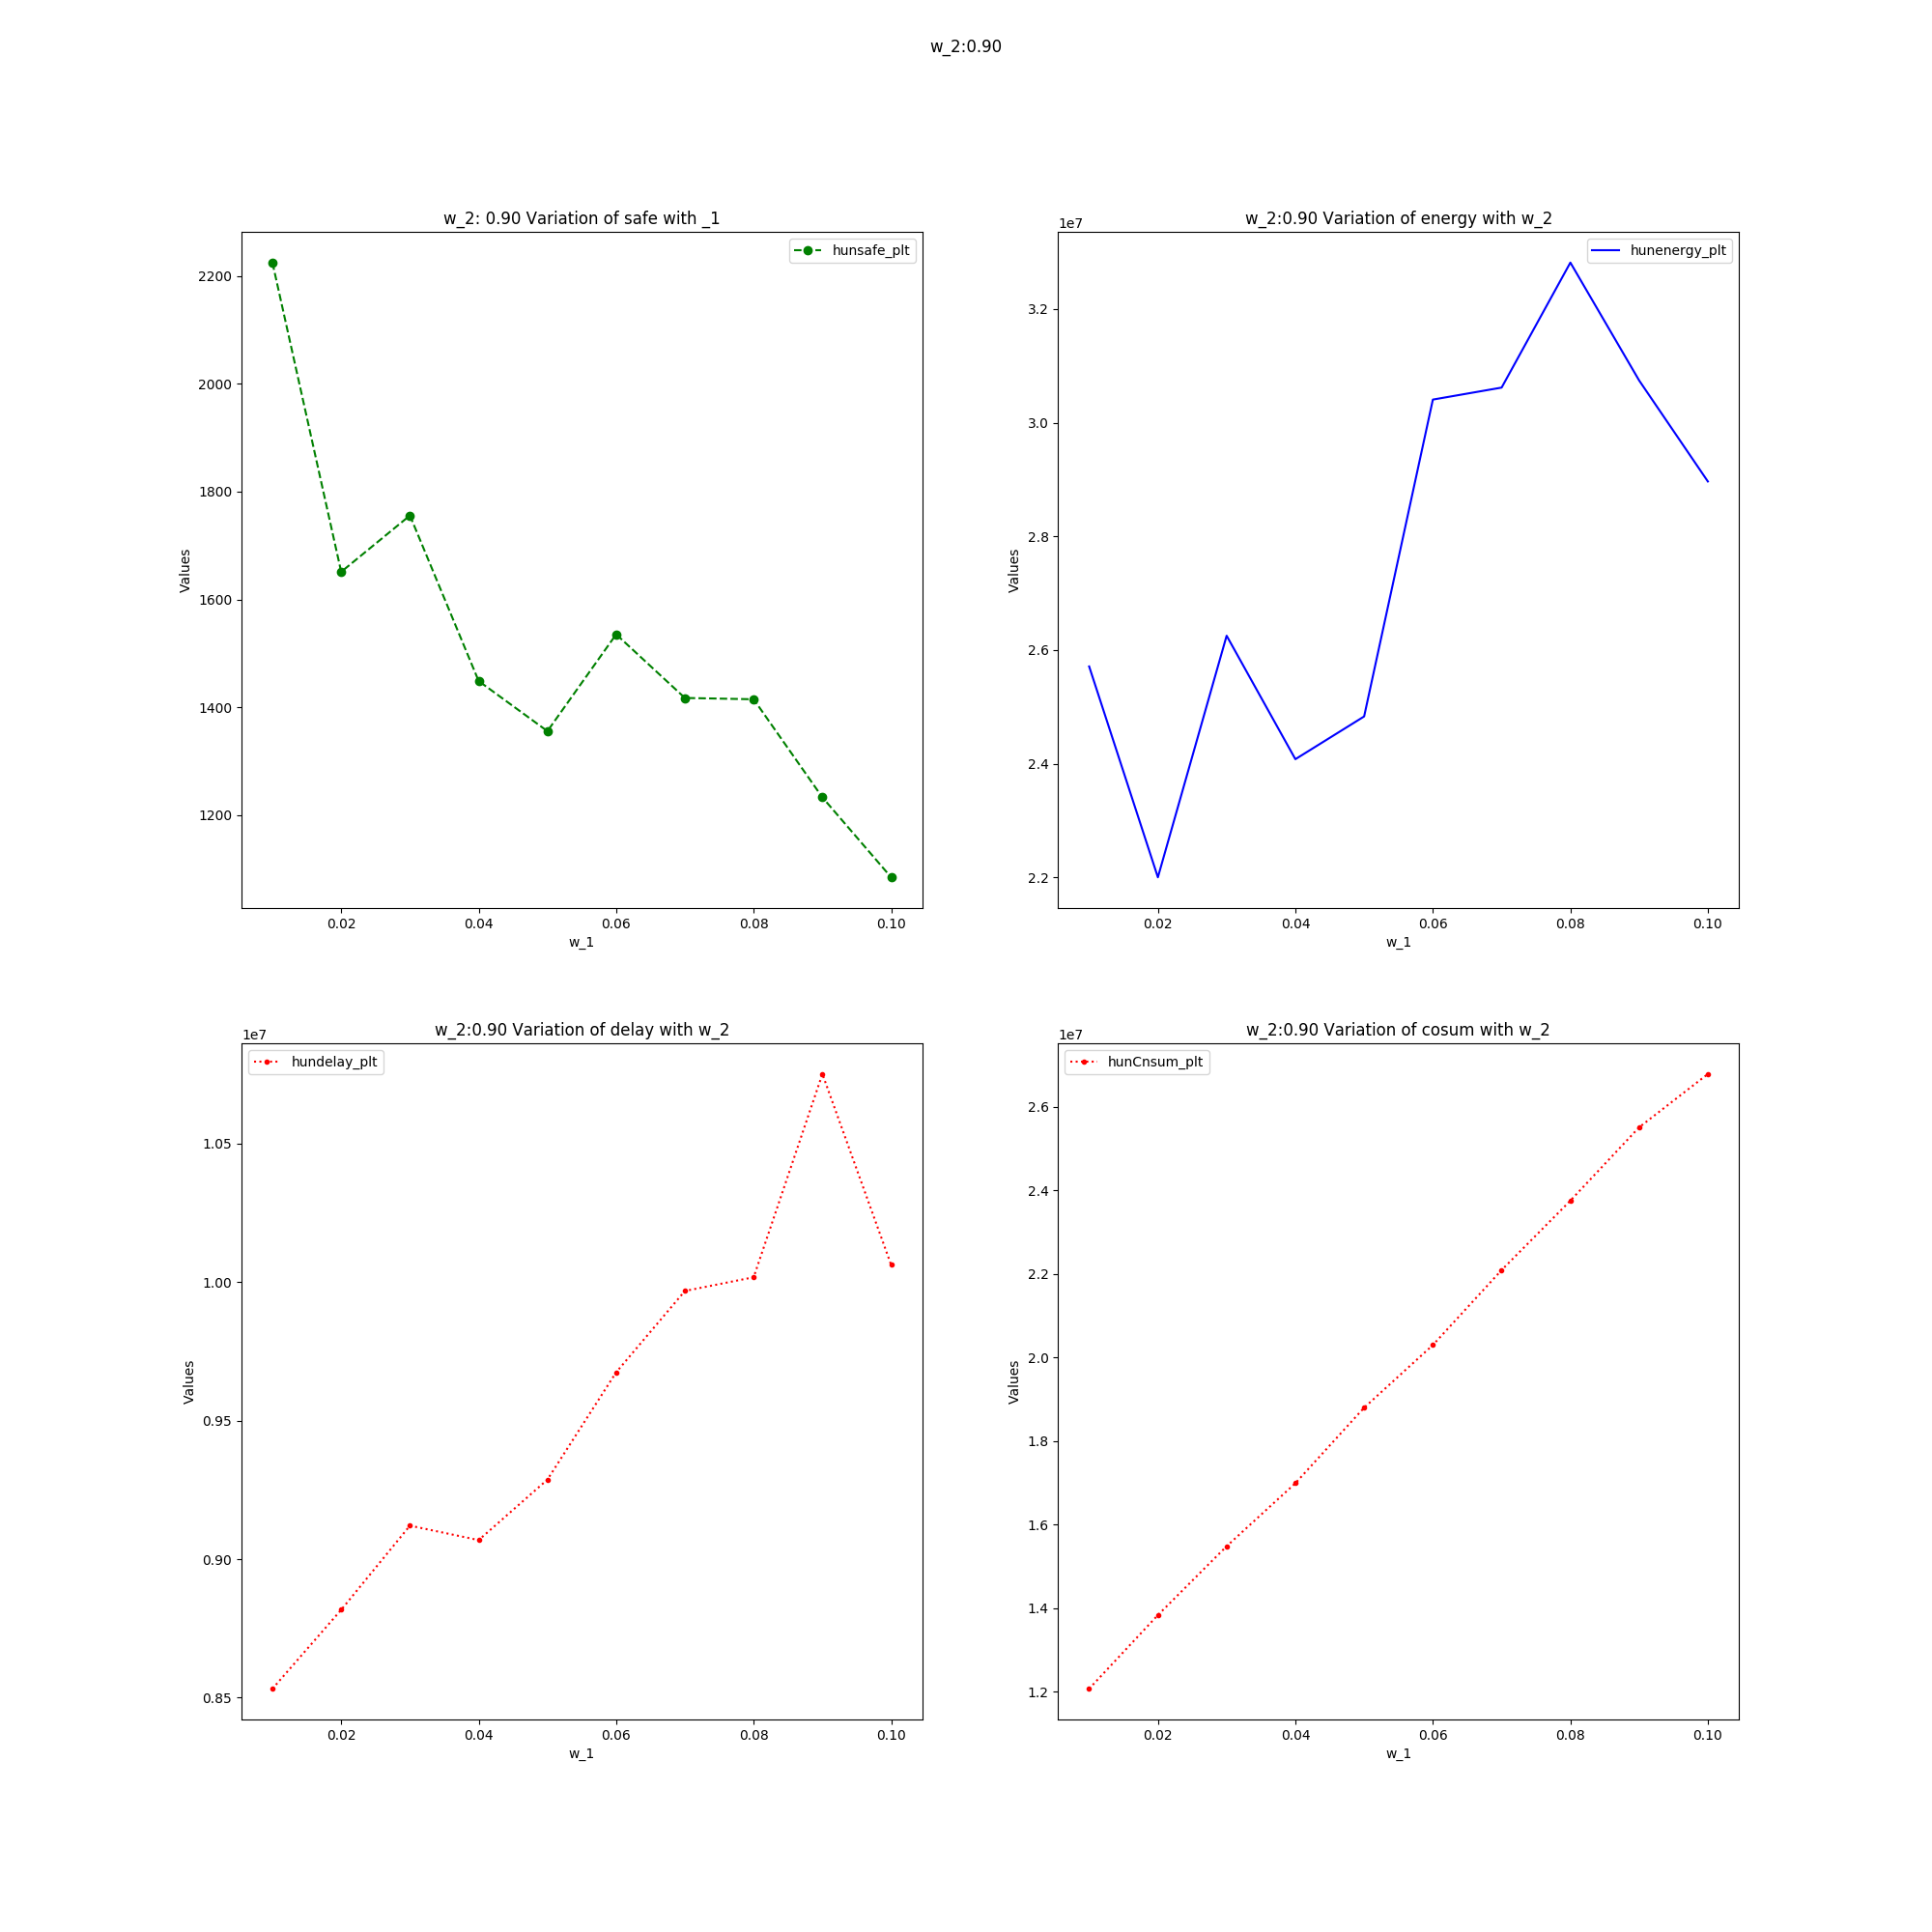 w_2:0.90
w_2: 0.90 Variation of safe with _1
hunsafe_plt
Values
2200
2000
1800
1600
1400
1200
0.02 0.04 0.06 0.08 0.10
w_1
w_2:0.90 Variation of energy with w_2
1e7
hunenergy_plt
Values
3.2
3.0
2.8
2.6
2.4
2.2
0.02 0.04 0.06 0.08 0.10
w_1
w_2:0.90 Variation of delay with w_2
1e7
hundelay_plt
Values
1.05
1.00
0.95
0.90
0.85
0.02 0.04 0.06 0.08 0.10
w_1
w_2:0.90 Variation of cosum with w_2
1e7
hunCnsum_plt
Values
2.6
2.4
2.2
2.0
1.8
1.6
1.4
1.2
0.02 0.04 0.06 0.08 0.10
w_1